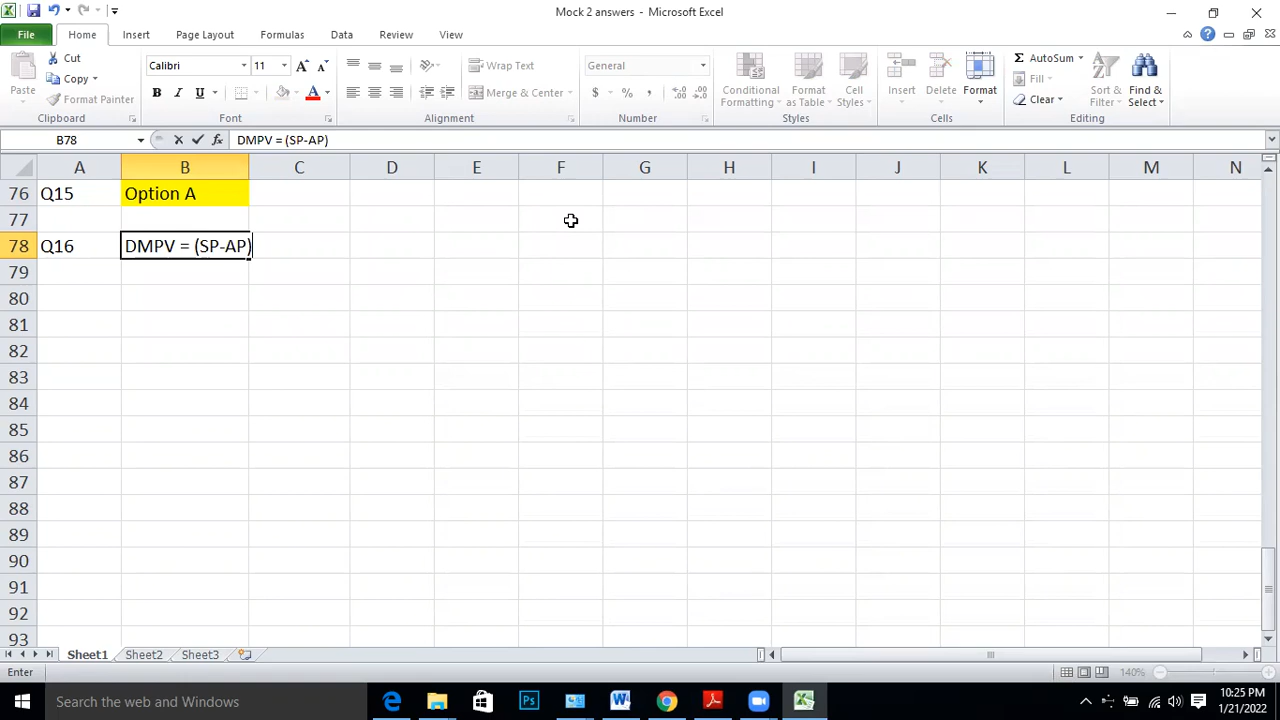 Mock 2 answers - Microsoft Excel
File Home Insert Page Layout Formulas Data Review View
Paste Cut Copy Format Painter
Clipboard
Calibri 11
B I U A
Font
Wrap Text
Merge & Center
Alignment
General
$ % ,
Number
Conditional Formatting Format as Table Cell Styles
Styles
Insert Delete Format
Cells
Σ AutoSum Fill Clear Sort & Filter Find & Select
Editing
B78 fx DMPV = (SP-AP)
A B C D E F G H I J K L M N
76 Q15 Option A
77
78 Q16 DMPV = (SP-AP)
79
80
81
82
83
84
85
86
87
88
89
90
91
92
93
Sheet1 Sheet2 Sheet3
Enter 140%
Search the web and Windows
10:25 PM
1/21/2022